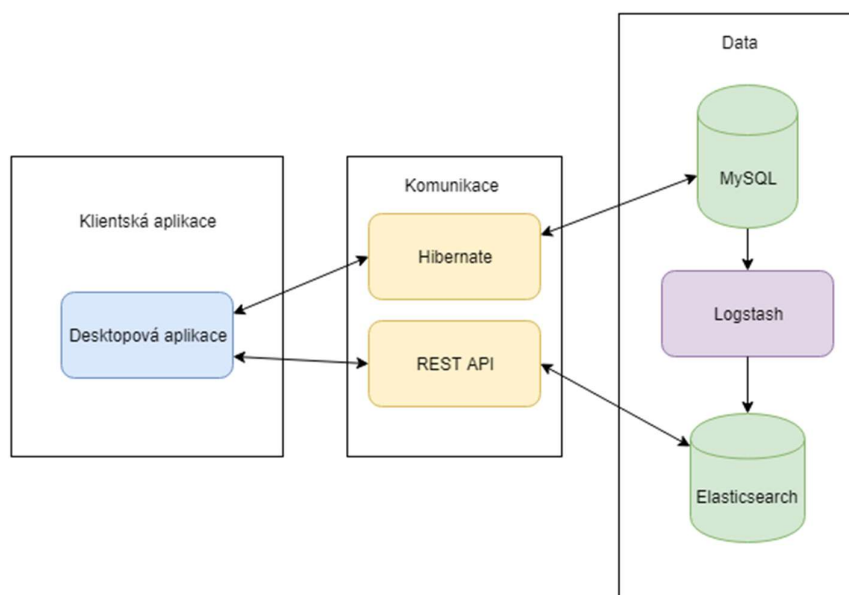 Klientská aplikace
Desktopová aplikace
Komunikace
Hibernate
REST API
Data
MySQL
Logstash
Elasticsearch